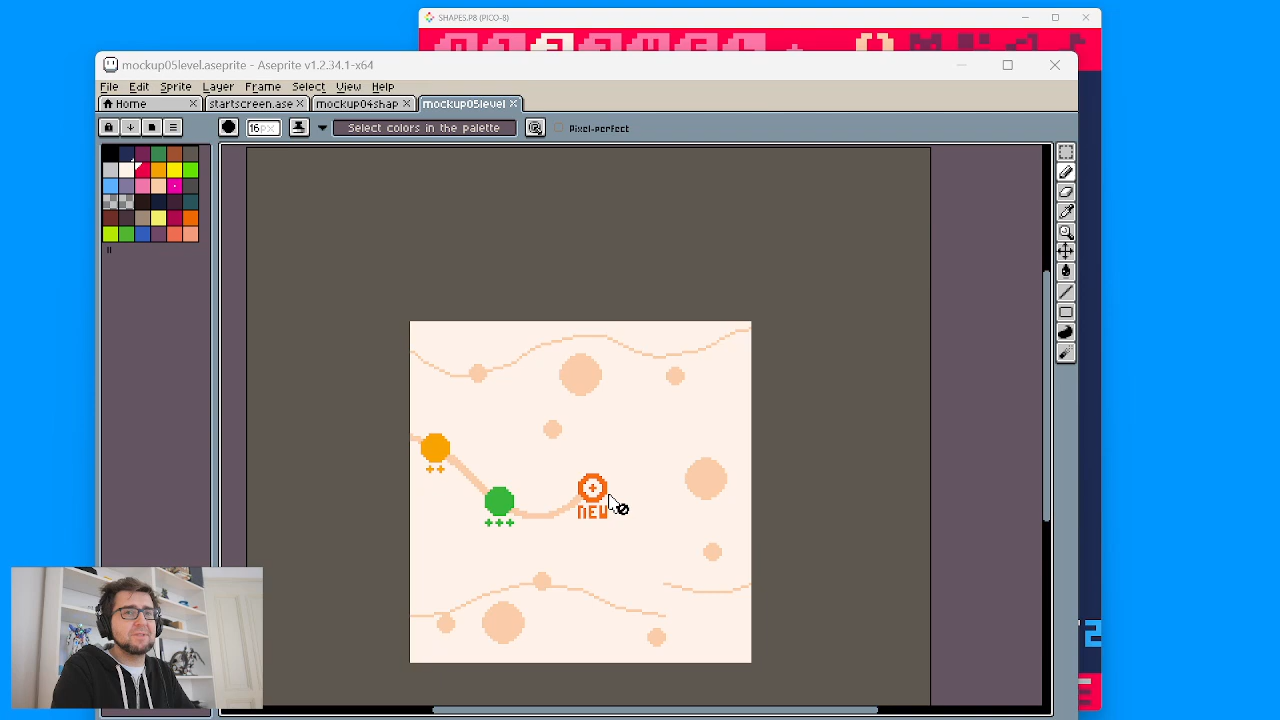 SHAPES.P8 (PICO-8)
mockup05level.aseprite - Aseprite v1.2.34.1-x64
File Edit Sprite Layer Frame Select View Help
Home startscreen.ase mockup04shap mockup05level
16px Select colors in the palette Pixel-perfect
++
+++
NEW